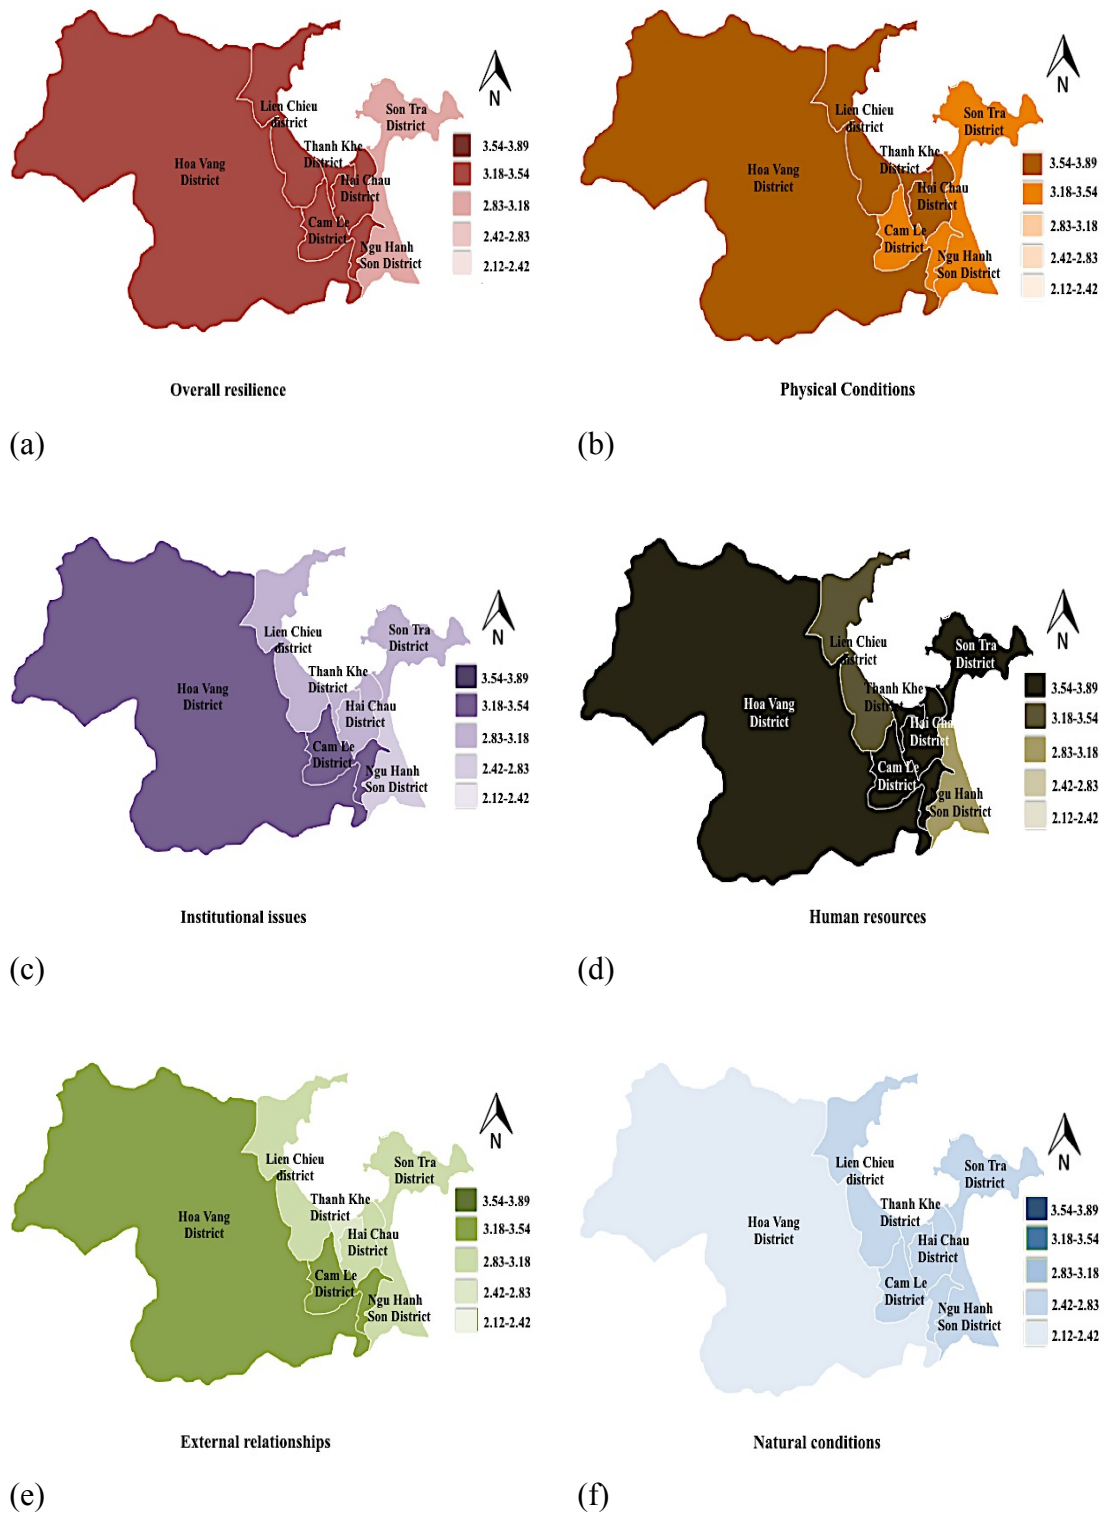 Lien Chieu
district
Thanh Khe
District
Hai Chau
District
Son Tra
District
Hoa Vang
District
Cam Le
District
Ngu Hanh
Son District
N
3.54-3.89
3.18-3.54
2.83-3.18
2.42-2.83
2.12-2.42
Overall resilience
(a)
Lien Chieu
district
Thanh Khe
District
Hai Chau
District
Son Tra
District
Hoa Vang
District
Cam Le
District
Ngu Hanh
Son District
N
3.54-3.89
3.18-3.54
2.83-3.18
2.42-2.83
2.12-2.42
Physical Conditions
(b)
Lien Chieu
district
Thanh Khe
District
Hai Chau
District
Son Tra
District
Hoa Vang
District
Cam Le
District
Ngu Hanh
Son District
N
3.54-3.89
3.18-3.54
2.83-3.18
2.42-2.83
2.12-2.42
Institutional issues
(c)
Lien Chieu
district
Thanh Khe
District
Hai Chau
District
Son Tra
District
Hoa Vang
District
Cam Le
District
Ngu Hanh
Son District
N
3.54-3.89
3.18-3.54
2.83-3.18
2.42-2.83
2.12-2.42
Human resources
(d)
Lien Chieu
district
Thanh Khe
District
Hai Chau
District
Son Tra
District
Hoa Vang
District
Cam Le
District
Ngu Hanh
Son District
N
3.54-3.89
3.18-3.54
2.83-3.18
2.42-2.83
2.12-2.42
External relationships
(e)
Lien Chieu
district
Thanh Khe
District
Hai Chau
District
Son Tra
District
Hoa Vang
District
Cam Le
District
Ngu Hanh
Son District
N
3.54-3.89
3.18-3.54
2.83-3.18
2.42-2.83
2.12-2.42
Natural conditions
(f)